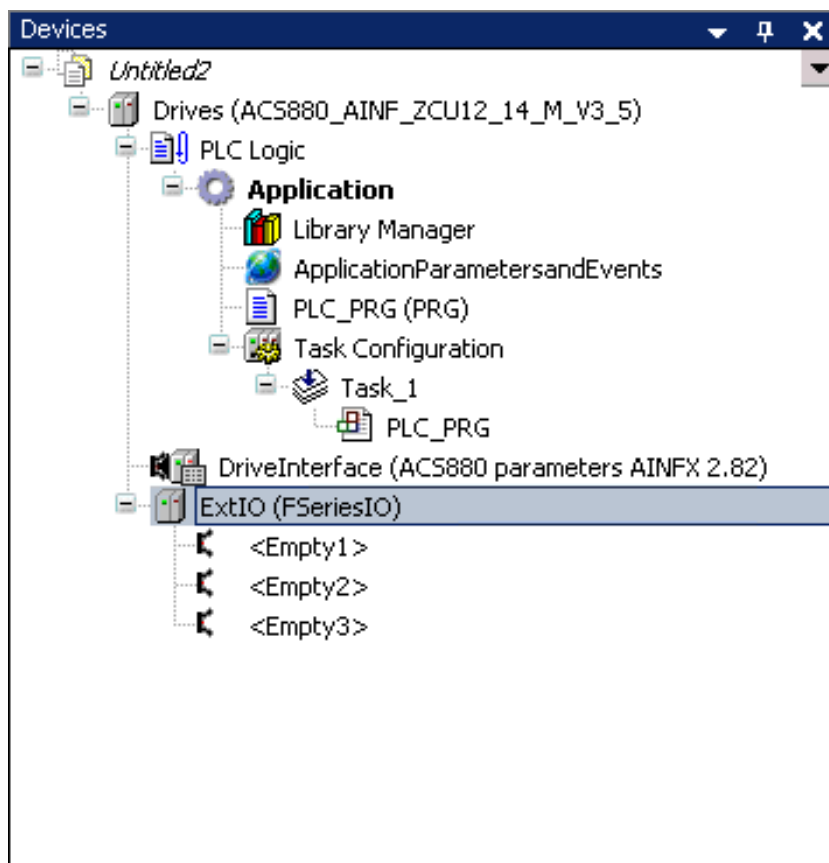 Devices
Untitled2
Drives (ACS880_AINF_ZCU12_14_M_V3_5)
PLC Logic
Application
Library Manager
ApplicationParametersandEvents
PLC_PRG (PRG)
Task Configuration
Task_1
PLC_PRG
DriveInterface (ACS880 parameters AINFX 2.82)
ExtIO (FSeriesIO)
<Empty1>
<Empty2>
<Empty3>